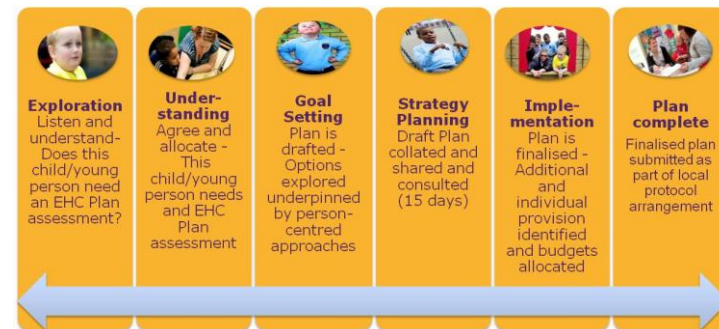 Exploration
Listen and
understand-
Does this
child/young
person need
an EHC Plan
assessment?
Under-
standing
Agree and
allocate -
This
child/young
person needs
and EHC
Plan
assessment
Goal
Setting
Plan is
drafted -
Options
explored
underpinned
by person-
centred
approaches
Strategy
Planning
Draft Plan
collated and
shared and
consulted
(15 days)
Imple-
mentation
Plan is
finalised -
Additional
and
individual
provision
identified
and budgets
allocated
Plan
complete
Finalised plan
submitted as
part of local
protocol
arrangement